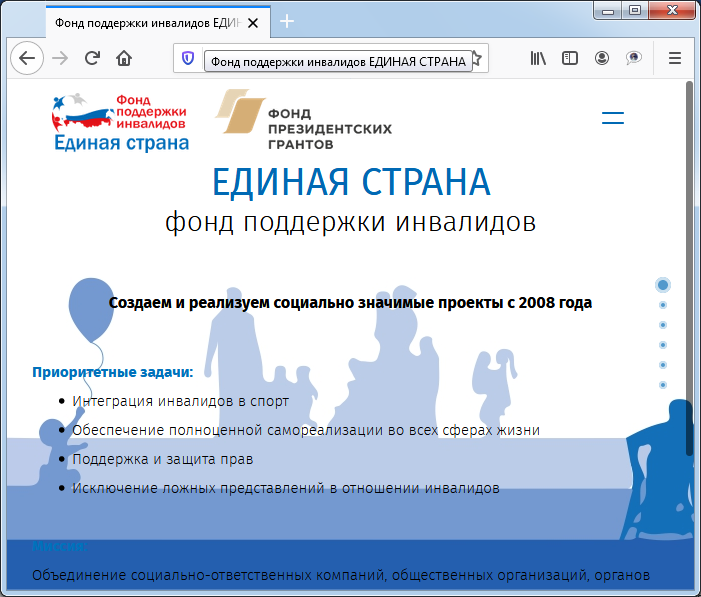 Фонд поддержки инвалидов ЕДИН
Фонд поддержки инвалидов ЕДИНАЯ СТРАНА
Фонд
поддержки
инвалидов
Единая страна
ФОНД
ПРЕЗИДЕНТСКИХ
ГРАНТОВ
ЕДИНАЯ СТРАНА
фонд поддержки инвалидов
Создаем и реализуем социально значимые проекты с 2008 года
Приоритетные задачи:
Интеграция инвалидов в спорт
Обеспечение полноценной самореализации во всех сферах жизни
Поддержка и защита прав
Исключение ложных представлений в отношении инвалидов
Миссия:
Объединение социально-ответственных компаний, общественных организаций, органов